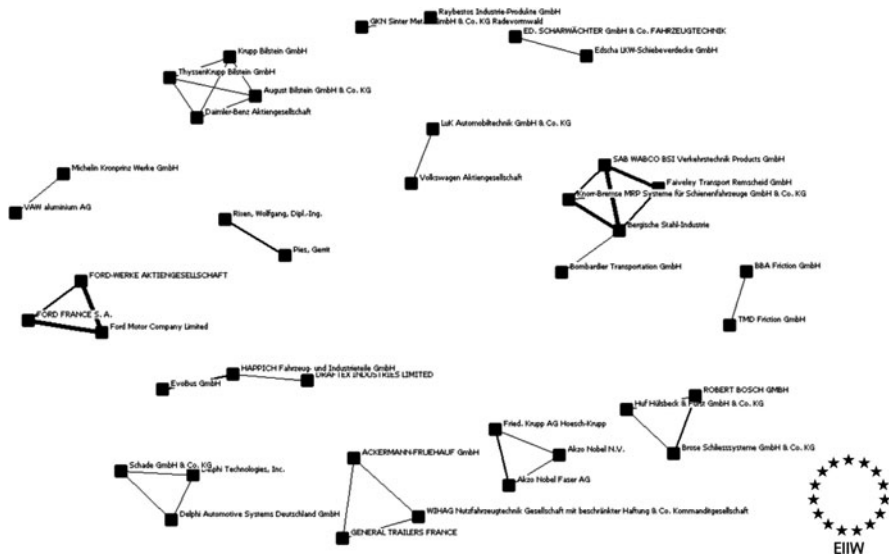 Raybestos Industrie-Produkte GmbH
GKN Sinter Metals GmbH & Co. KG Radevormwald
ED. SCHARWÄCHTER GmbH & Co. FAHRZEUGTECHNIK
Edscha LKW-Schiebeverdecke GmbH
Krupp Bilstein GmbH
ThyssenKrupp Bilstein GmbH
August Bilstein GmbH & Co. KG
Daimler-Benz Aktiengesellschaft
LuK Automobiltechnik GmbH & Co. KG
Volkswagen Aktiengesellschaft
SAB WABCO BSI Verkehrstechnik Products GmbH
Faiveley Transport Remscheid GmbH
Knorr-Bremse MRP Systeme für Schienenfahrzeuge GmbH & Co. KG
Bergische Stahl-Industrie
Bombardier Transportation GmbH
Michelin Kronprinz Werke GmbH
VAW aluminium AG
Risen, Wolfgang, Dipl.-Ing.
Pies, Gerrit
BBA Friction GmbH
TMD Friction GmbH
FORD-WERKE AKTIENGESELLSCHAFT
FORD FRANCE S. A.
Ford Motor Company Limited
HAPPICH Fahrzeug- und Industrieteile GmbH
EvoBus GmbH
DRAFTEX INDUSTRIES LIMITED
ROBERT BOSCH GMBH
Huf Hülsbeck & Fürst GmbH & Co. KG
Brose Schliesssysteme GmbH & Co. KG
Fried. Krupp AG Hoesch-Krupp
Akzo Nobel N.V.
Akzo Nobel Faser AG
ACKERMANN-FRUEHAUF GmbH
WIHAG Nutzfahrzeugtechnik Gesellschaft mit beschränkter Haftung & Co. Kommanditgesellschaft
GENERAL TRAILERS FRANCE
Schade GmbH & Co. KG
Delphi Technologies, Inc.
Delphi Automotive Systems Deutschland GmbH
EIIW